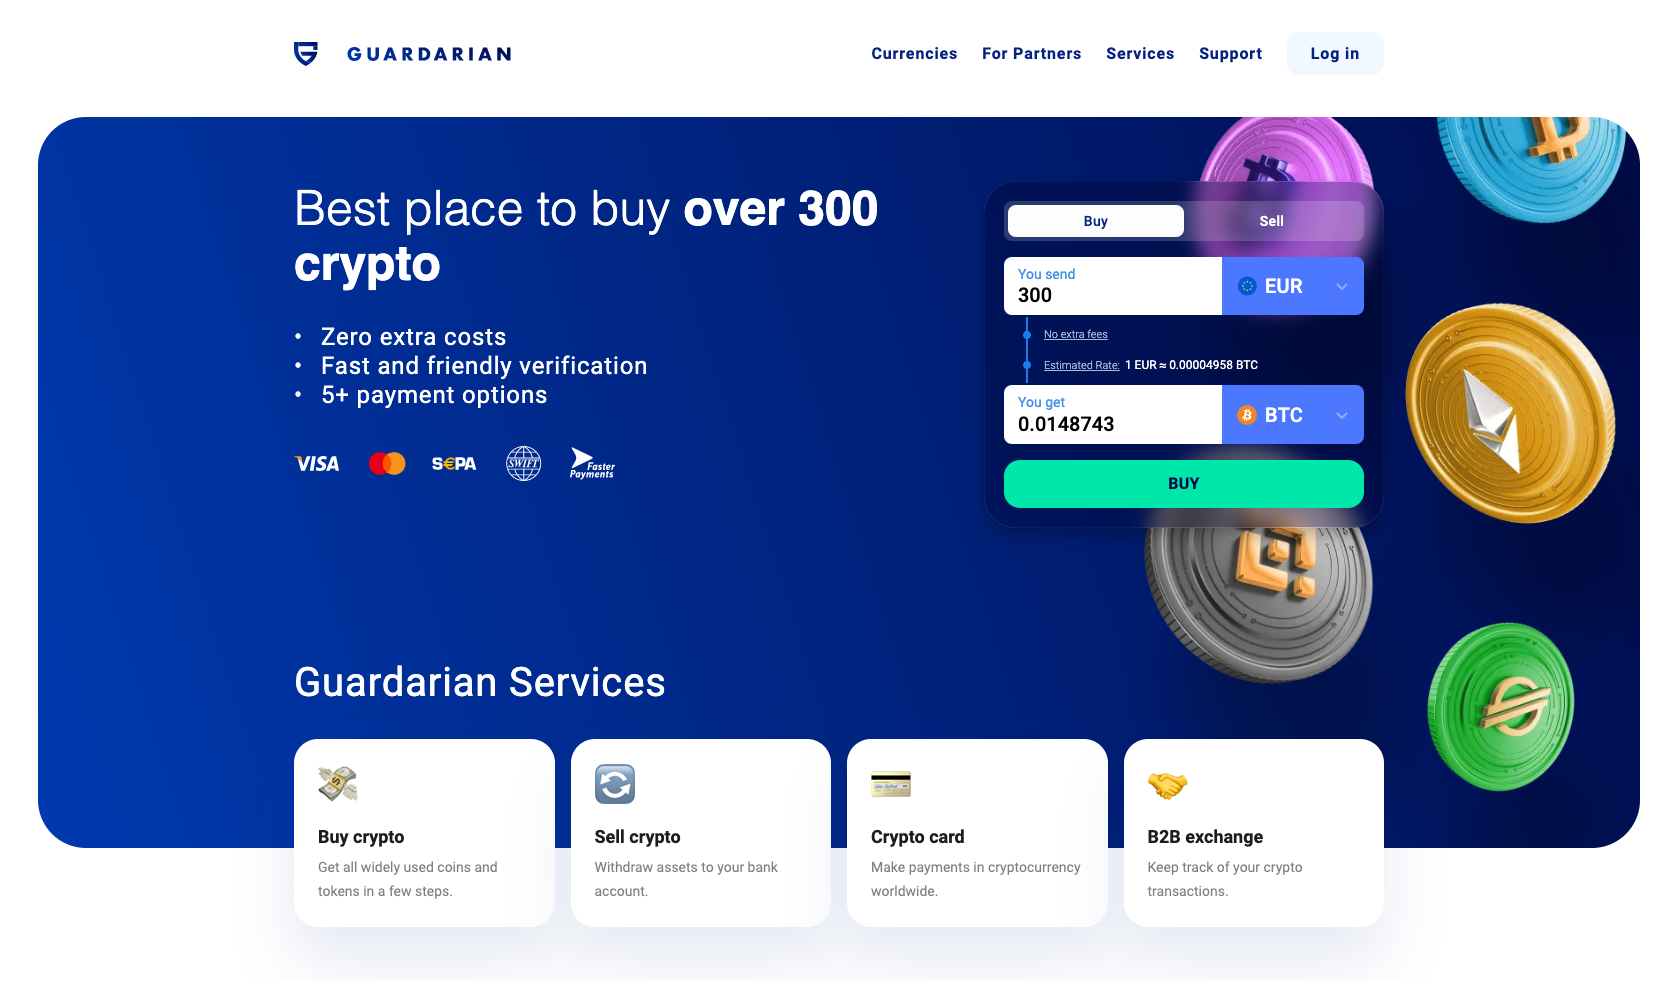 GUARDARIAN
Currencies
For Partners
Services
Support
Log in
Best place to buy over 300
crypto
• Zero extra costs
• Fast and friendly verification
• 5+ payment options
VISA
SEPA
SWIFT
Faster
Payments
Buy
Sell
You send
300
EUR
No extra fees
Estimated Rate: 1 EUR ≈ 0.00004958 BTC
You get
0.0148743
BTC
BUY
Guardarian Services
Buy crypto
Get all widely used coins and
tokens in a few steps.
Sell crypto
Withdraw assets to your bank
account.
Crypto card
Make payments in cryptocurrency
worldwide.
B2B exchange
Keep track of your crypto
transactions.